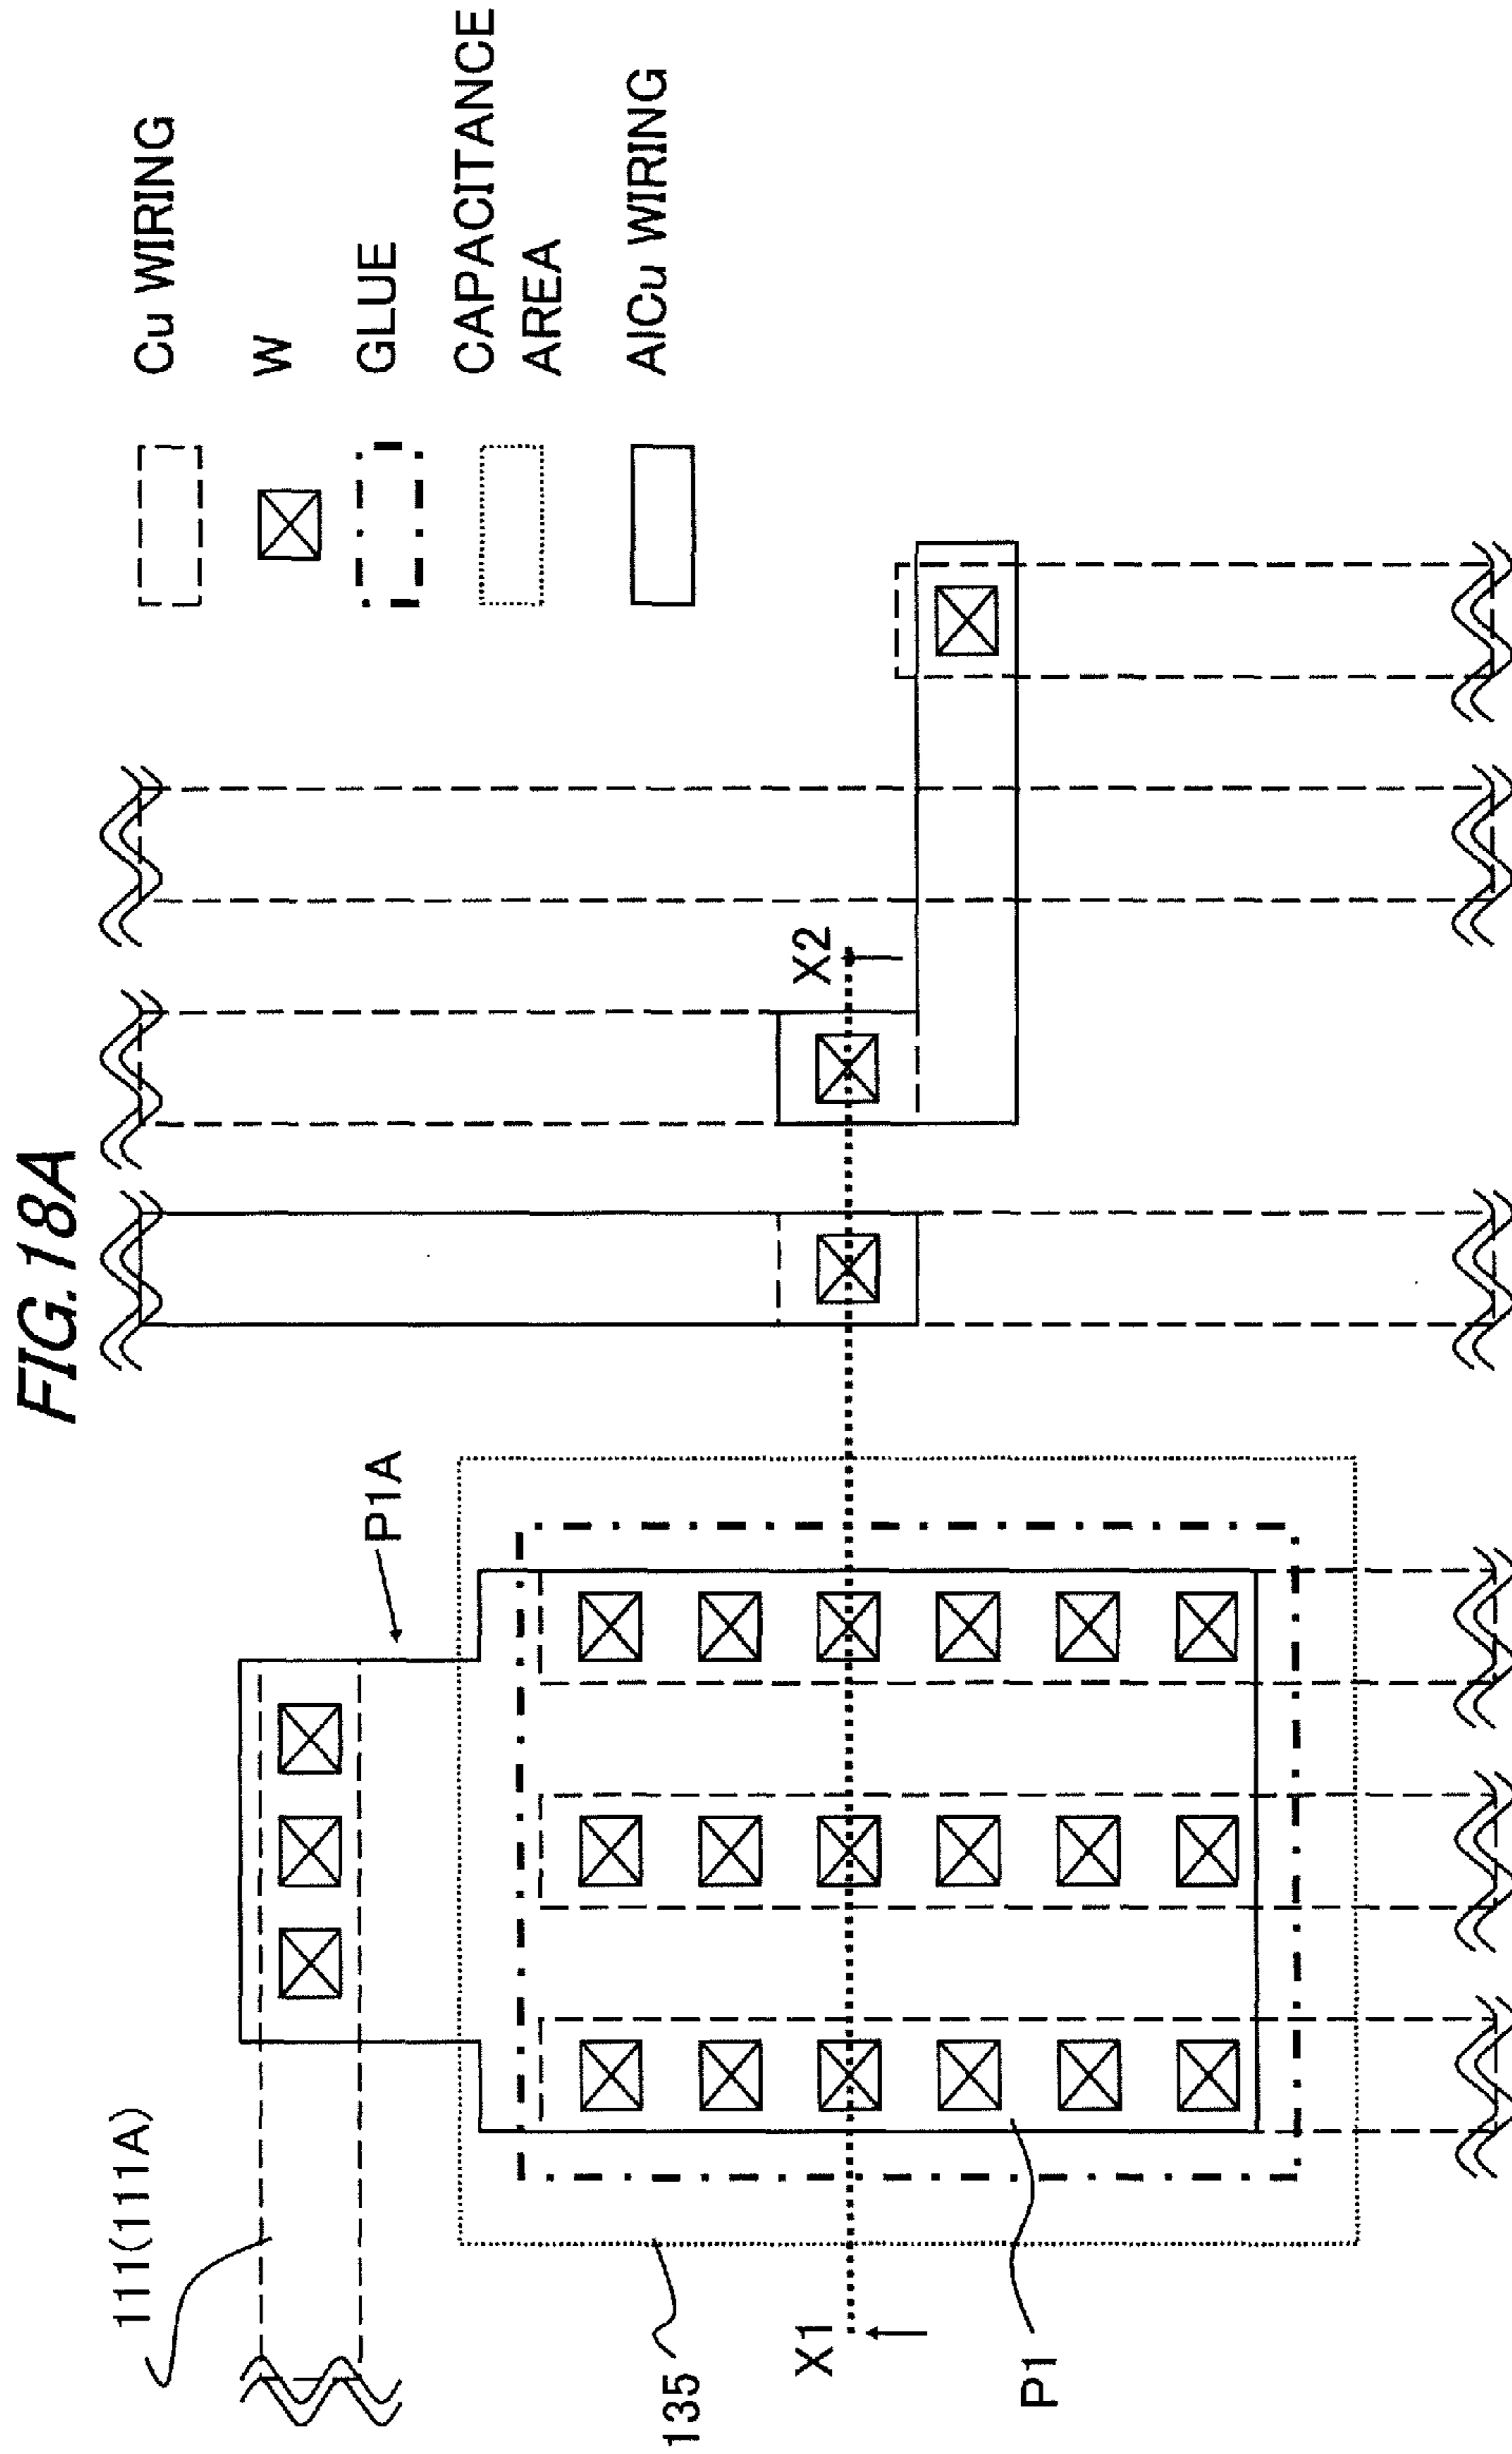 FIG.18A
Cu WIRING
W
GLUE
CAPACITANCE
AREA
AlCu WIRING
111(111A)
P1A
135
X1
X2
P1